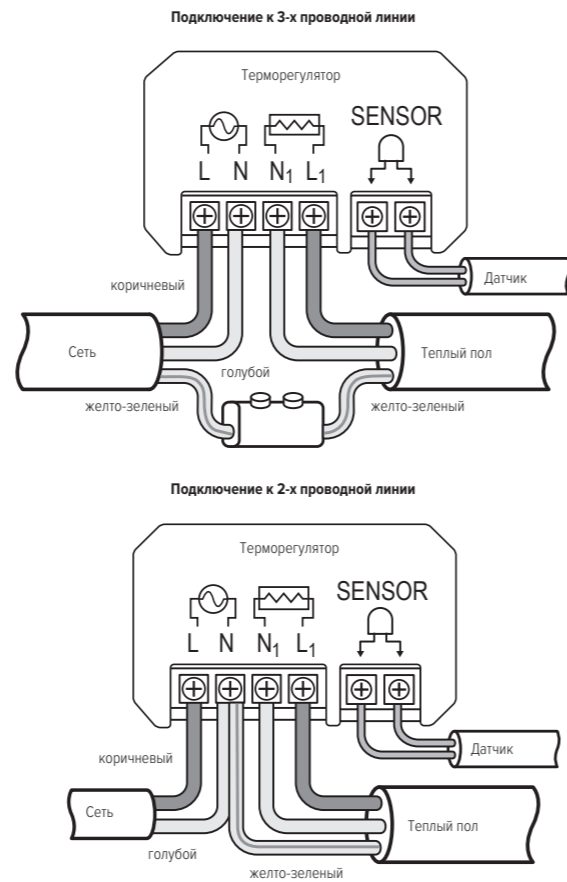 Подключение к 3-х проводной линии
Терморегулятор
SENSOR
L N N1 L1
коричневый
Датчик
Сеть
Теплый пол
голубой
желто-зеленый
желто-зеленый
Подключение к 2-х проводной линии
Терморегулятор
SENSOR
L N N1 L1
коричневый
Датчик
Сеть
Теплый пол
голубой
желто-зеленый